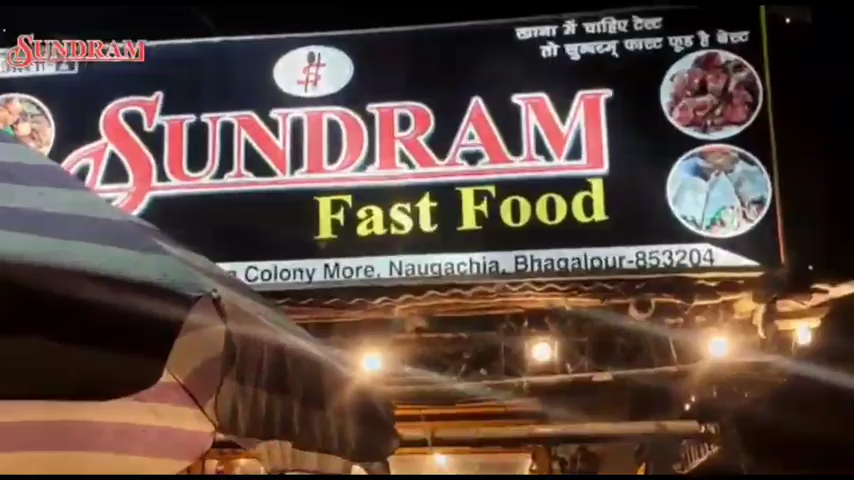 SUNDRAM
खाना में चाहिए टेस्ट
तो सुन्दरम् फास्ट फूड है बेस्ट
SUNDRAM
Fast Food
Colony More, Naugachia, Bhagalpur-853204